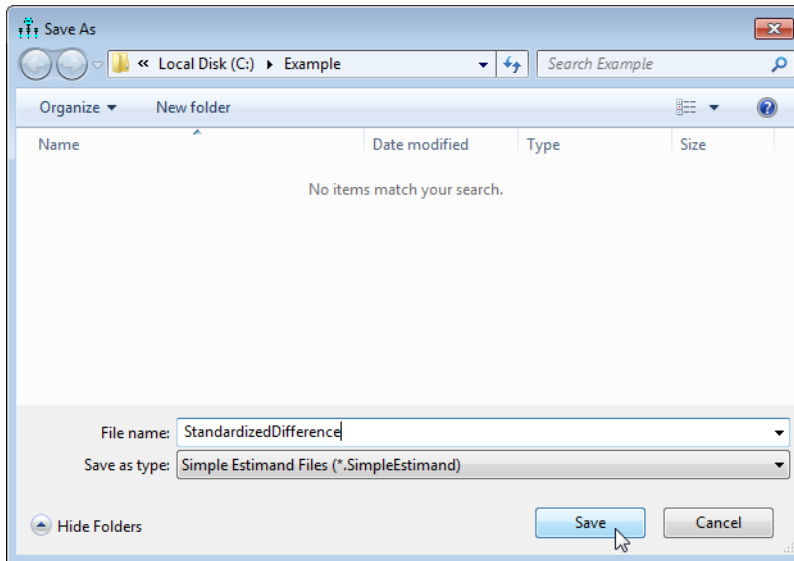 Save As
« Local Disk (C:) ▸ Example
Search Example
Organize New folder
Name Date modified Type Size
No items match your search.
File name: StandardizedDifference
Save as type: Simple Estimand Files (*.SimpleEstimand)
Hide Folders Save Cancel